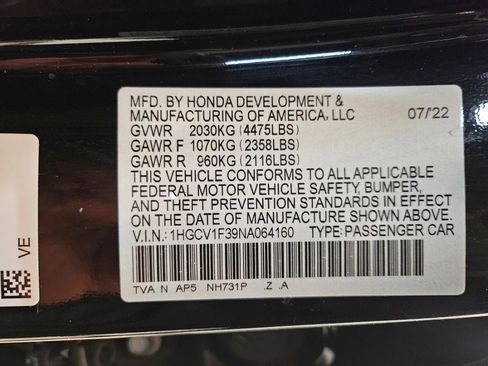 MFD. BY HONDA DEVELOPMENT &
MANUFACTURING OF AMERICA, LLC 07/22
GVWR 2030KG (4475LBS)
GAWR F 1070KG (2358LBS)
GAWR R 960KG (2116LBS)
THIS VEHICLE CONFORMS TO ALL APPLICABLE
FEDERAL MOTOR VEHICLE SAFETY, BUMPER,
AND THEFT PREVENTION STANDARDS IN EFFECT
ON THE DATE OF MANUFACTURE SHOWN ABOVE.
V.I.N.: 1HGCV1F39NA064160 TYPE:PASSENGER CAR
TVA N AP5 NH731P .Z .A
VE